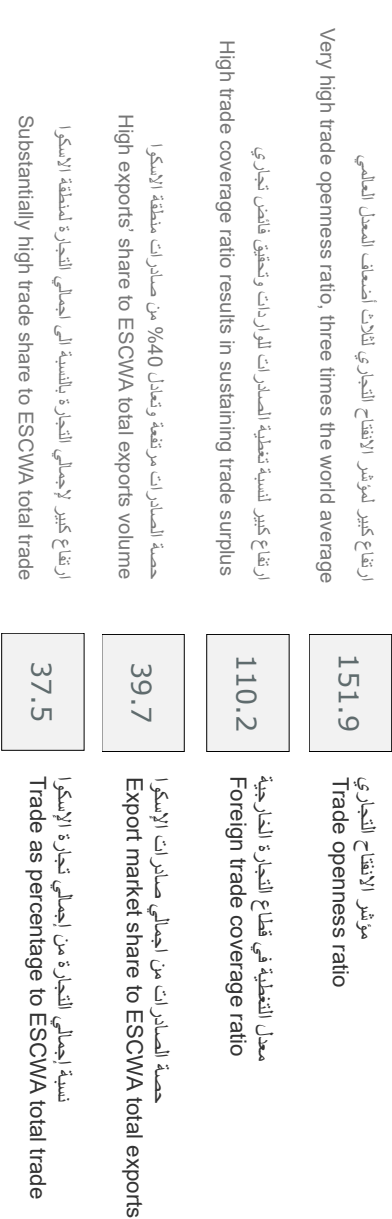 ارتفاع كبير لمؤشر الانفتاح التجاري لثلاث أضعاف المعدل العالمي
Very high trade openness ratio, three times the world average
151.9
مؤشر الانفتاح التجاري
Trade openness ratio
ارتفاع كبير لنسبة تغطية الصادرات للواردات وتحقيق فائض تجاري
High trade coverage ratio results in sustaining trade surplus
110.2
معدل التغطية في قطاع التجارة الخارجية
Foreign trade coverage ratio
حصة الصادرات مرتفعة وتعادل 40% من صادرات منطقة الاسكوا
High exports' share to ESCWA total exports volume
39.7
حصة الصادرات من اجمالي صادرات الإسكوا
Export market share to ESCWA total exports
ارتفاع كبير لإجمالي التجارة بالنسبة الى اجمالي التجارة لمنطقة الاسكوا
Substantially high trade share to ESCWA total trade
37.5
نسبة إجمالي التجارة من إجمالي تجارة الإسكوا
Trade as percentage to ESCWA total trade